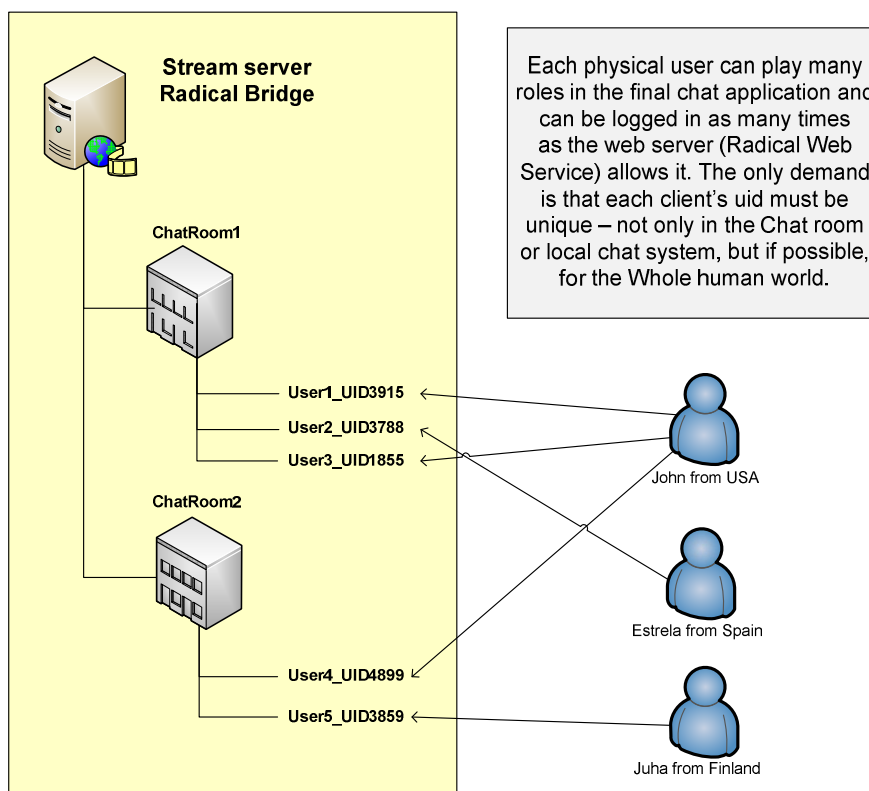 Stream server
Radical Bridge
Each physical user can play many
roles in the final chat application and
can be logged in as many times
as the web server (Radical Web
Service) allows it. The only demand
is that each client's uid must be
unique – not only in the Chat room
or local chat system, but if possible,
for the Whole human world.
ChatRoom1
User1_UID3915
User2_UID3788
User3_UID1855
John from USA
ChatRoom2
Estrela from Spain
User4_UID4899
User5_UID3859
Juha from Finland